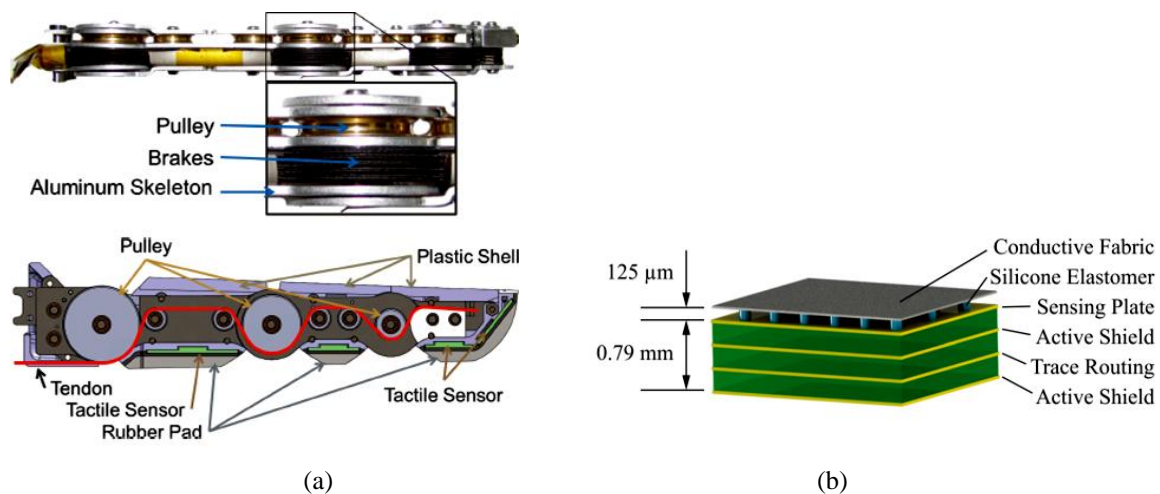 Pulley
Brakes
Aluminum Skeleton
Pulley
Plastic Shell
Tendon
Tactile Sensor
Rubber Pad
Tactile Sensor
(a)
Conductive Fabric
125 µm
Silicone Elastomer
Sensing Plate
Active Shield
0.79 mm
Trace Routing
Active Shield
(b)